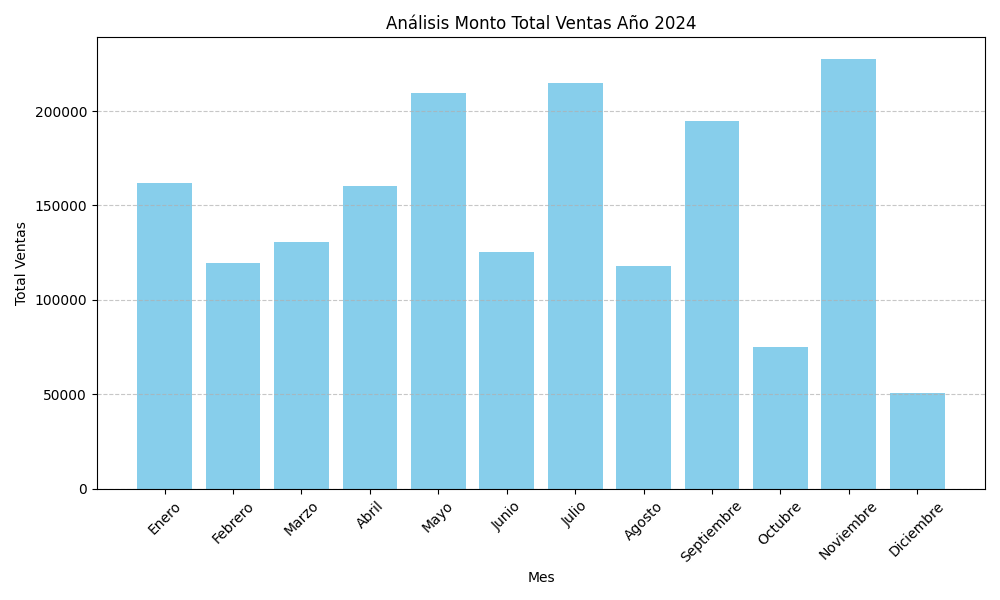 Análisis Monto Total Ventas Año 2024
Total Ventas
200000
150000
100000
50000
0
Enero
Febrero
Marzo
Abril
Mayo
Junio
Julio
Agosto
Septiembre
Octubre
Noviembre
Diciembre
Mes